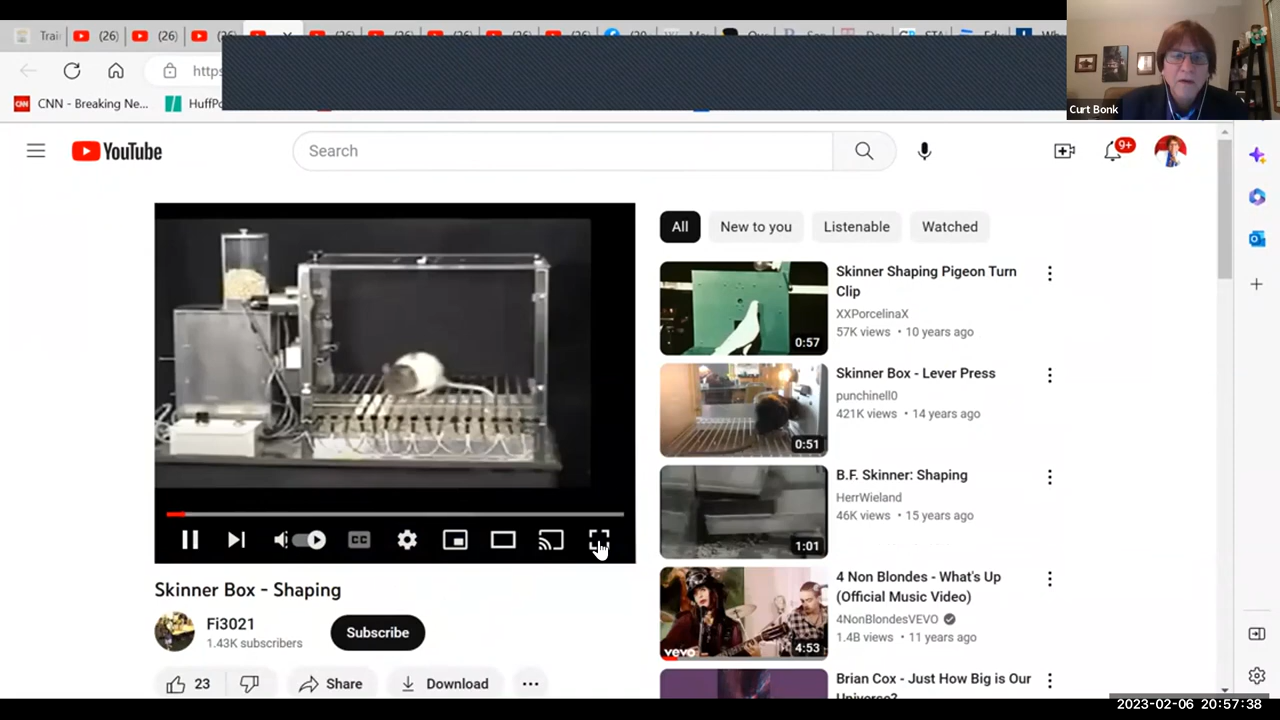 Trai
(26)
(26)
(26)
https
CNN
CNN - Breaking Ne...
HuffPo
Curt Bonk
YouTube
Search
9+
All
New to you
Listenable
Watched
Skinner Shaping Pigeon Turn
Clip
XXPorcelinaX
57K views • 10 years ago
0:57
Skinner Box - Lever Press
punchinell0
421K views • 14 years ago
0:51
B.F. Skinner: Shaping
HerrWieland
46K views • 15 years ago
1:01
4 Non Blondes - What's Up
(Official Music Video)
4NonBlondesVEVO
1.4B views • 11 years ago
vevo
4:53
Brian Cox - Just How Big is Our
Universe?
CC
Skinner Box - Shaping
Fi3021
1.43K subscribers
Subscribe
23
Share
Download
2023-02-06 20:57:38